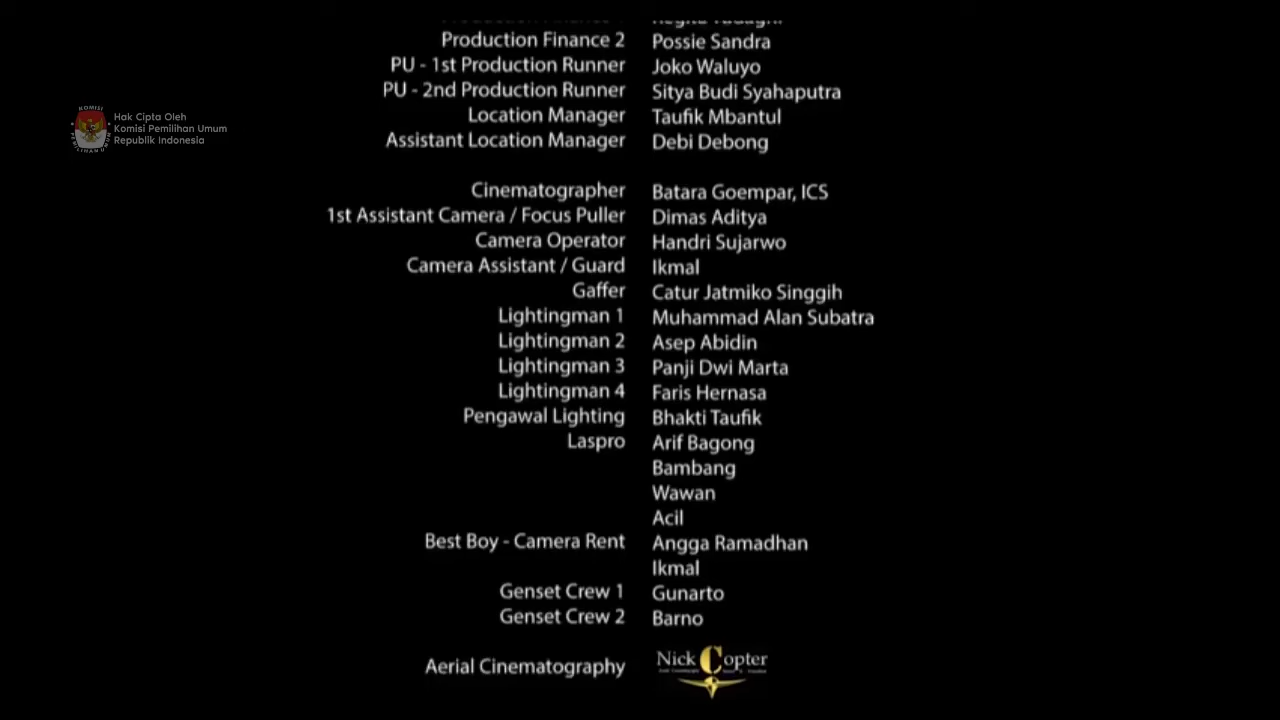 Production Finance 2 Possie Sandra
PU - 1st Production Runner Joko Waluyo
PU - 2nd Production Runner Sitya Budi Syahaputra
Location Manager Taufik Mbantul
Assistant Location Manager Debi Debong
KOMISI
PEMILIHAN UMUM
Hak Cipta Oleh
Komisi Pemilihan Umum
Republik Indonesia
Cinematographer Batara Goempar, ICS
1st Assistant Camera / Focus Puller Dimas Aditya
Camera Operator Handri Sujarwo
Camera Assistant / Guard Ikmal
Gaffer Catur Jatmiko Singgih
Lightingman 1 Muhammad Alan Subatra
Lightingman 2 Asep Abidin
Lightingman 3 Panji Dwi Marta
Lightingman 4 Faris Hernasa
Pengawal Lighting Bhakti Taufik
Laspro Arif Bagong
Bambang
Wawan
Acil
Best Boy - Camera Rent Angga Ramadhan
Ikmal
Genset Crew 1 Gunarto
Genset Crew 2 Barno
Aerial Cinematography Nick Copter